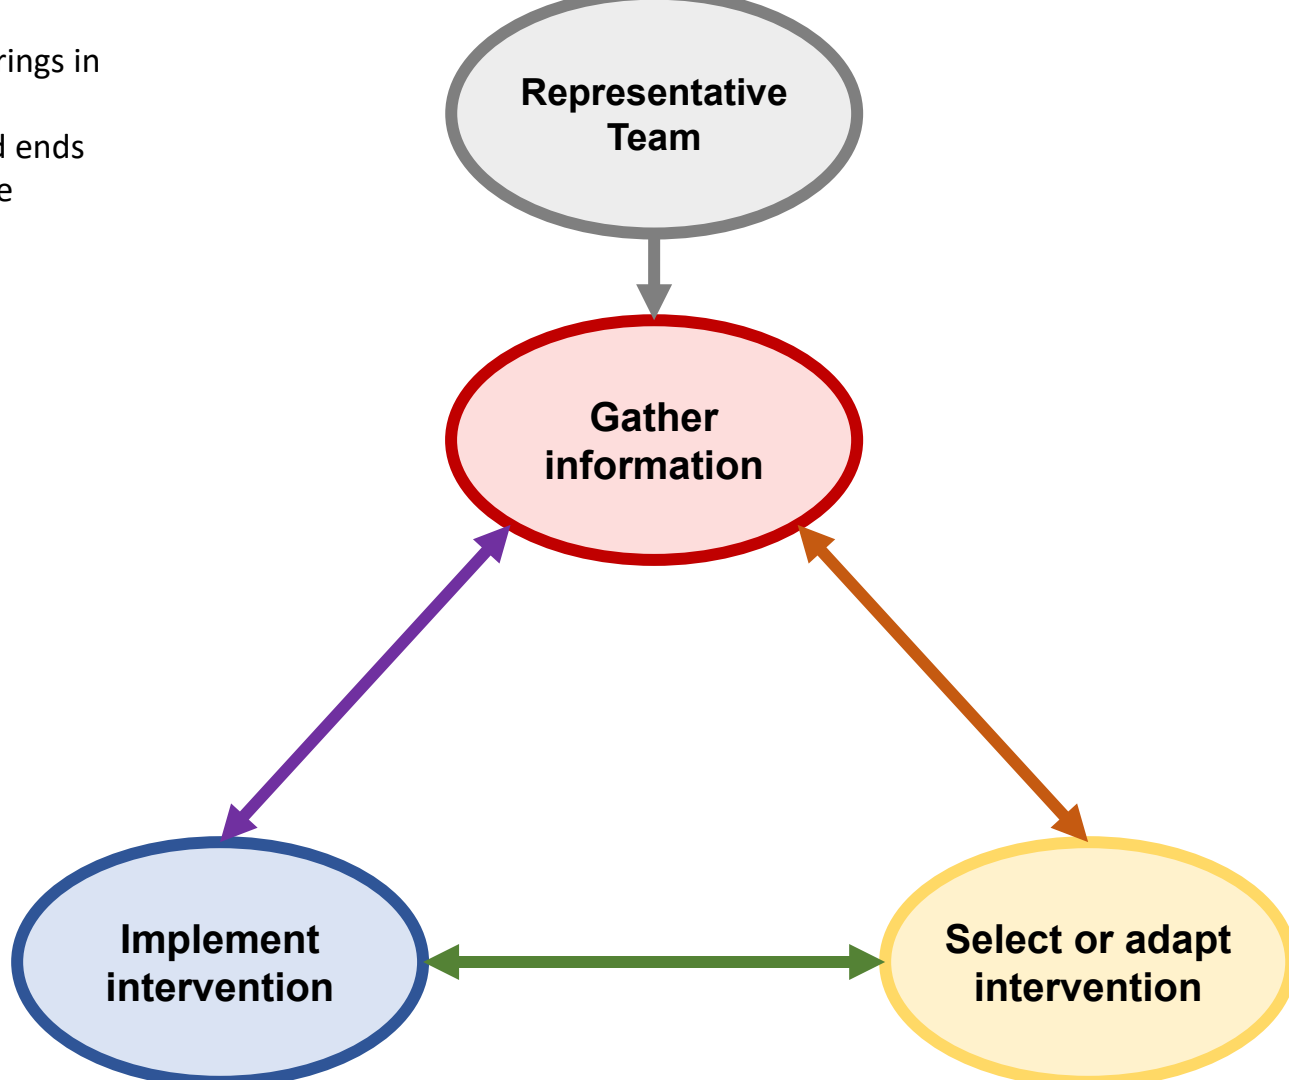 rings in
d ends
e
Representative
Team
Gather
information
Implement
intervention
Select or adapt
intervention